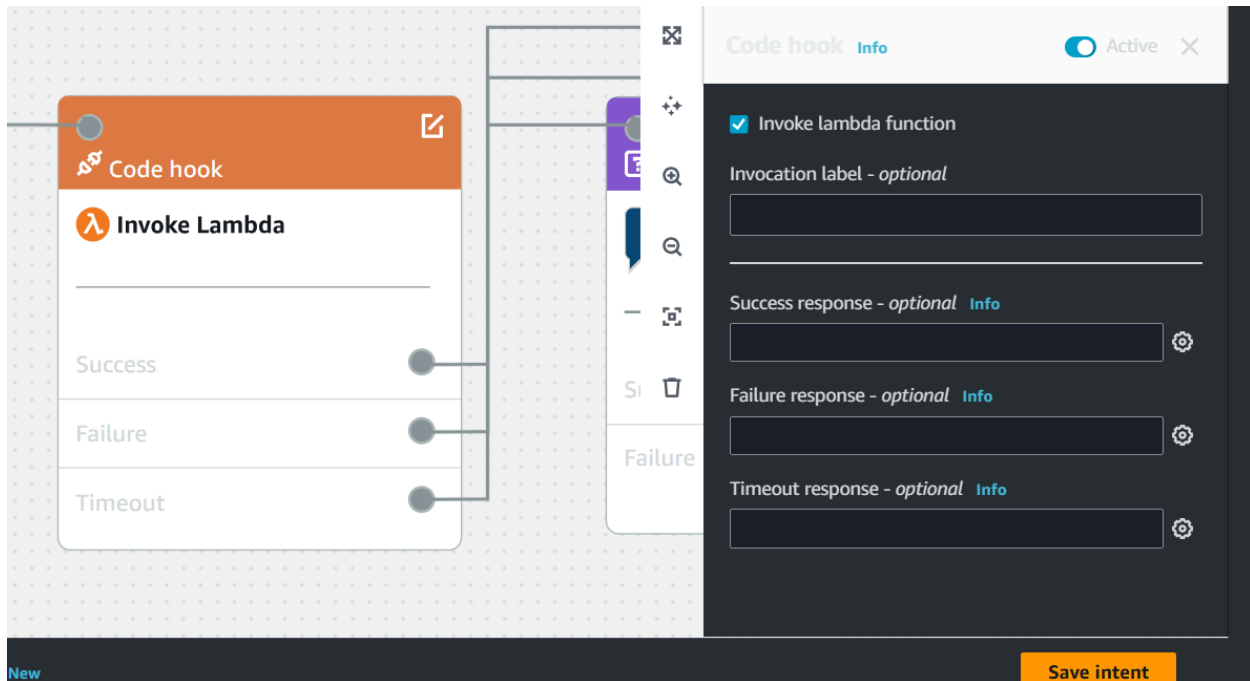 Code hook Info
Active
Code hook
Invoke lambda function
Invocation label - optional
Invoke Lambda
Success response - optional Info
Success
Failure response - optional Info
Failure
Failure
Timeout response - optional Info
Timeout
New
Save intent